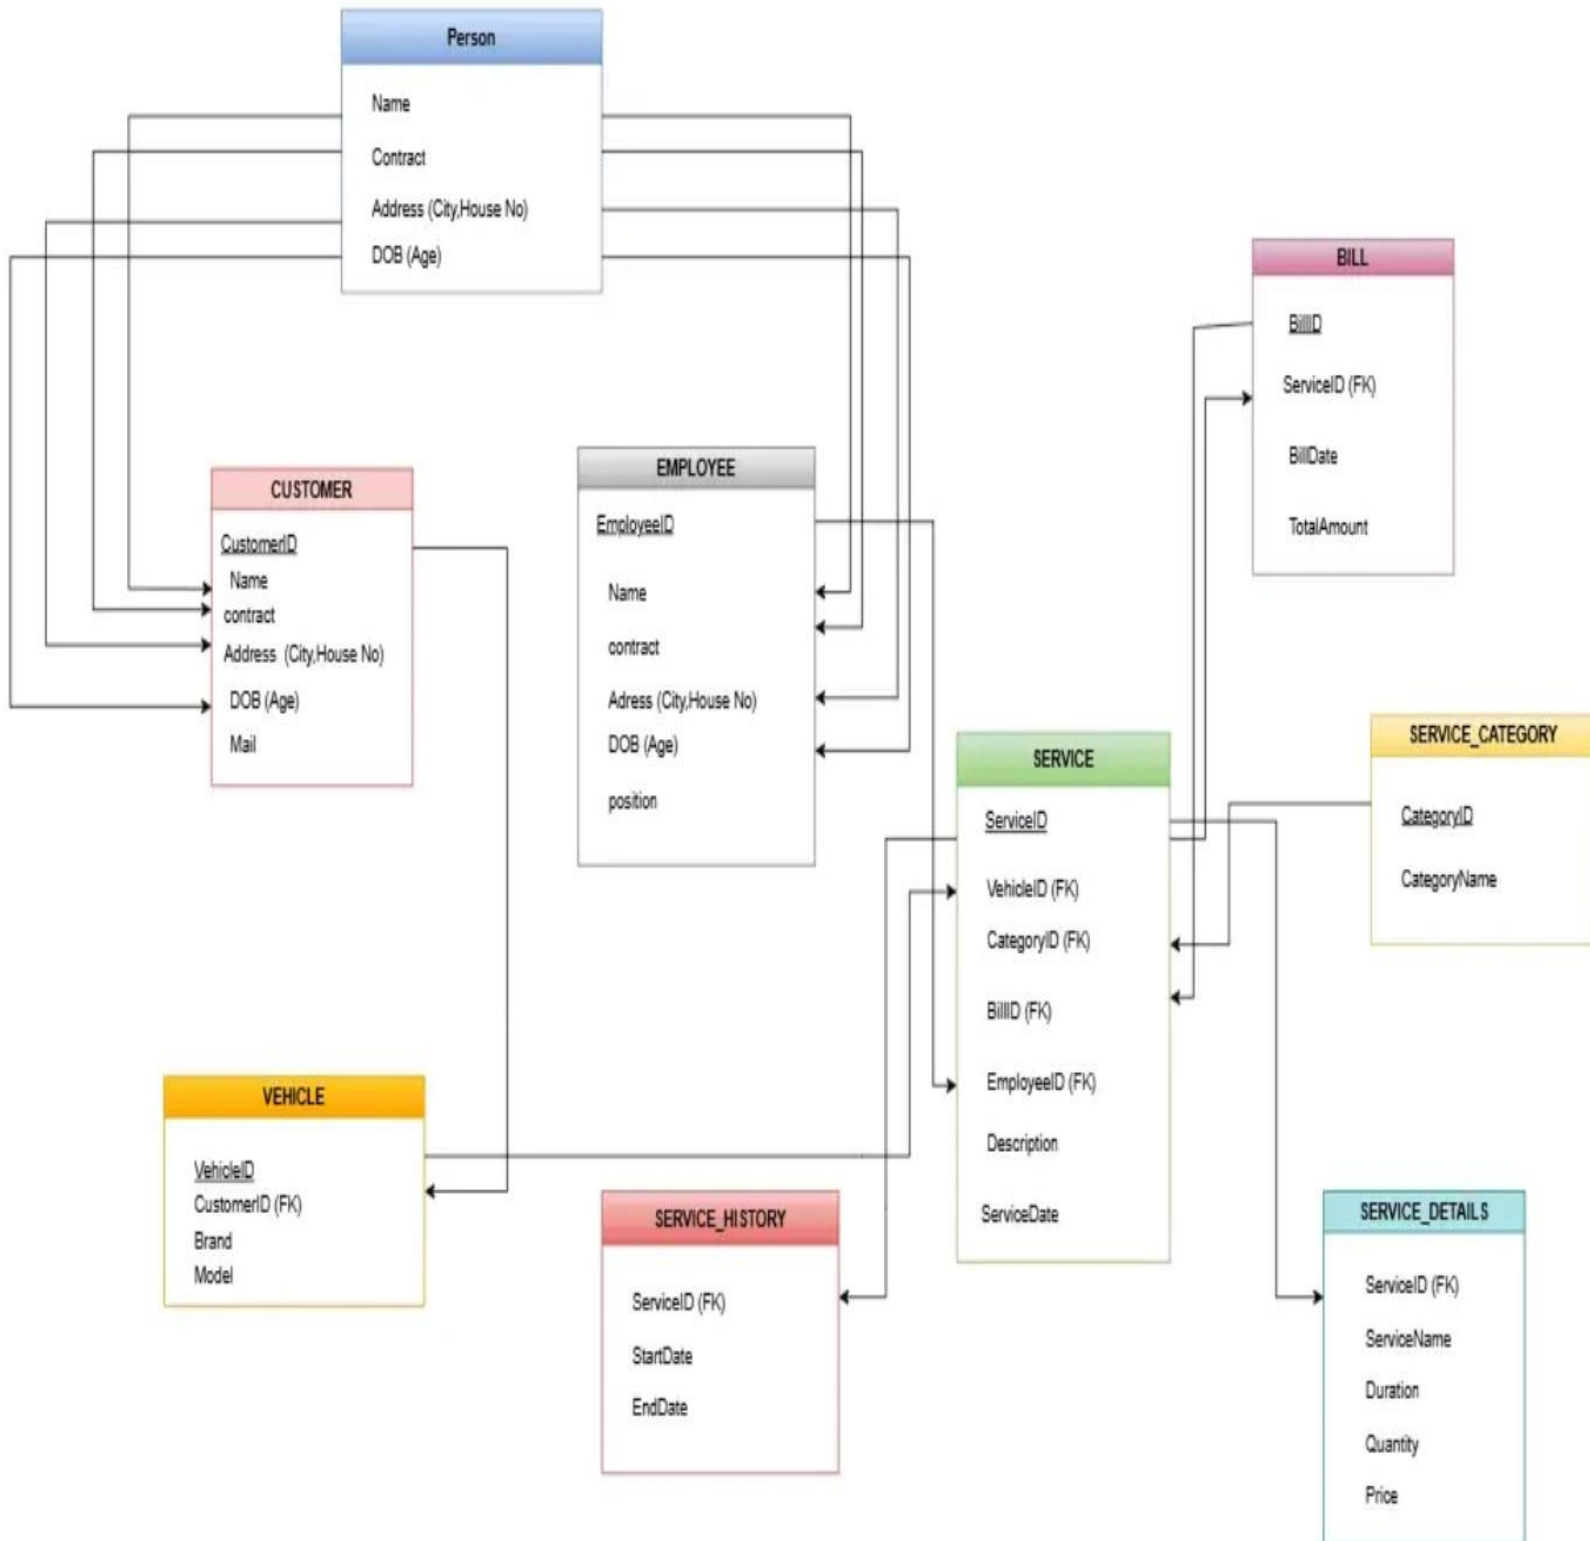 Person
Name
Contract
Address (City,House No)
DOB (Age)
BILL
BillID
ServiceID (FK)
BillDate
TotalAmount
CUSTOMER
CustomerID
Name
contract
Address (City,House No)
DOB (Age)
Mail
EMPLOYEE
EmployeeID
Name
contract
Adress (City,House No)
DOB (Age)
position
SERVICE
ServiceID
VehicleID (FK)
CategoryID (FK)
BillID (FK)
EmployeeID (FK)
Description
ServiceDate
SERVICE_CATEGORY
CategoryID
CategoryName
VEHICLE
VehicleID
CustomerID (FK)
Brand
Model
SERVICE_HISTORY
ServiceID (FK)
StartDate
EndDate
SERVICE_DETAILS
ServiceID (FK)
ServiceName
Duration
Quantity
Price